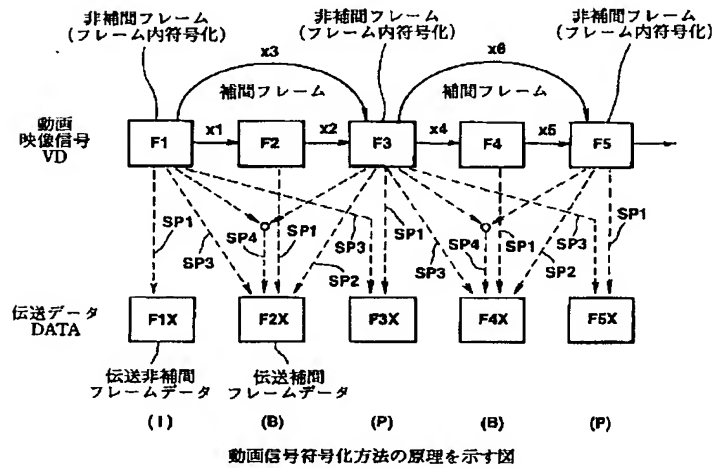 非補間フレーム
(フレーム内符号化)
非補間フレーム
(フレーム内符号化)
非補間フレーム
(フレーム内符号化)
x3
x6
補間フレーム
補間フレーム
動画
映像信号
VD
F1
x1
F2
x2
F3
x4
F4
x5
F5
SP1
SP3
SP4
SP1
SP2
SP3
SP3
SP4
SP1
SP2
SP3
SP1
伝送データ
DATA
F1X
F2X
F3X
F4X
F5X
伝送非補間
フレームデータ
伝送補間
フレームデータ
(I)
(B)
(P)
(B)
(P)
動画信号符号化方法の原理を示す図